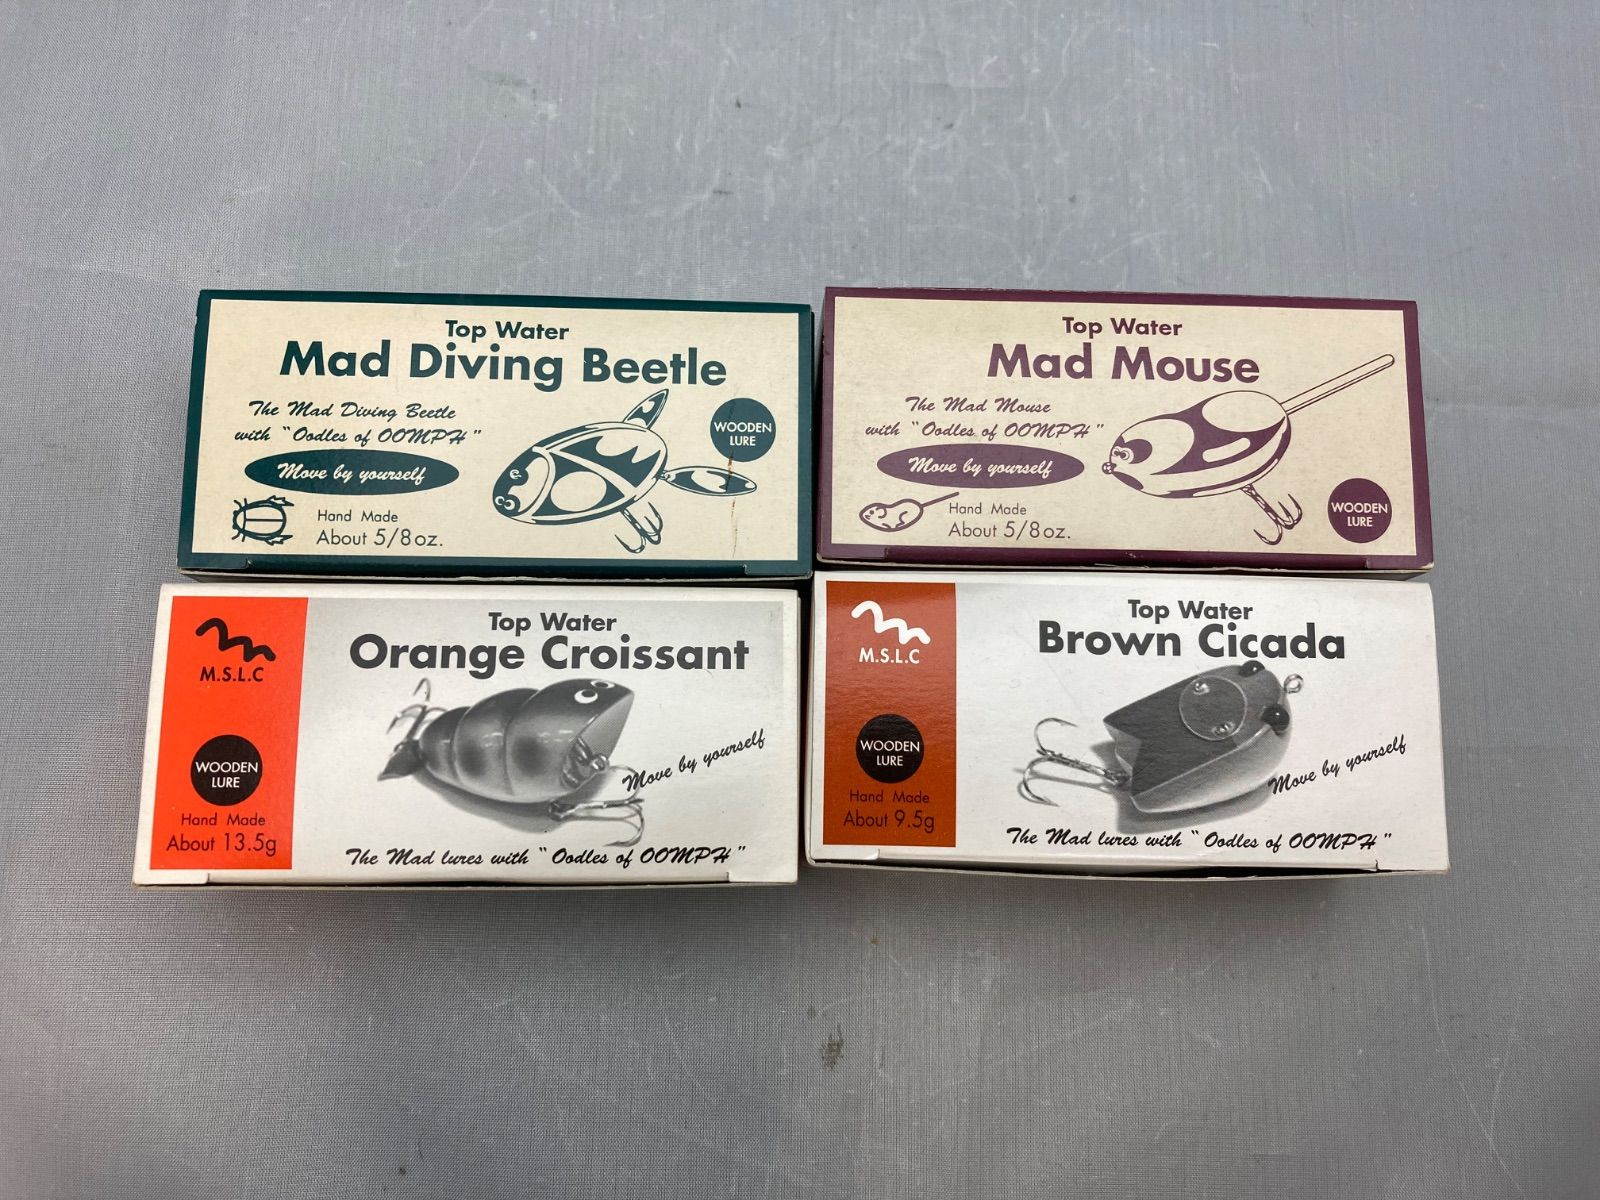 Top Water
Mad Diving Beetle
The Mad Diving Beetle
with "Oodles of OOMPH"
Move by yourself
WOODEN
LURE
Hand Made
About 5/8oz.
Top Water
Mad Mouse
The Mad Mouse
with "Oodles of OOMPH"
Move by yourself
Hand Made
About 5/8oz.
WOODEN
LURE
M.S.L.C
WOODEN
LURE
Hand Made
About 13.5g
Top Water
Orange Croissant
Move by yourself
The Mad lures with "Oodles of OOMPH"
M.S.L.C
WOODEN
LURE
Hand Made
About 9.5g
Top Water
Brown Cicada
Move by yourself
The Mad lures with "Oodles of OOMPH"